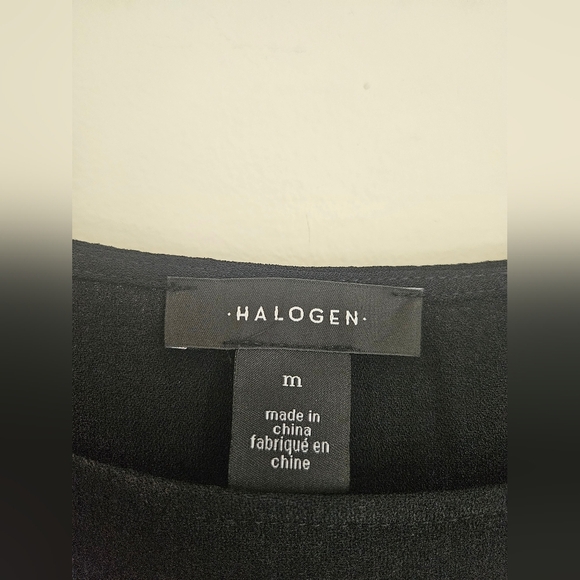 ·HALOGEN·
m
made in
china
fabriqué en
chine